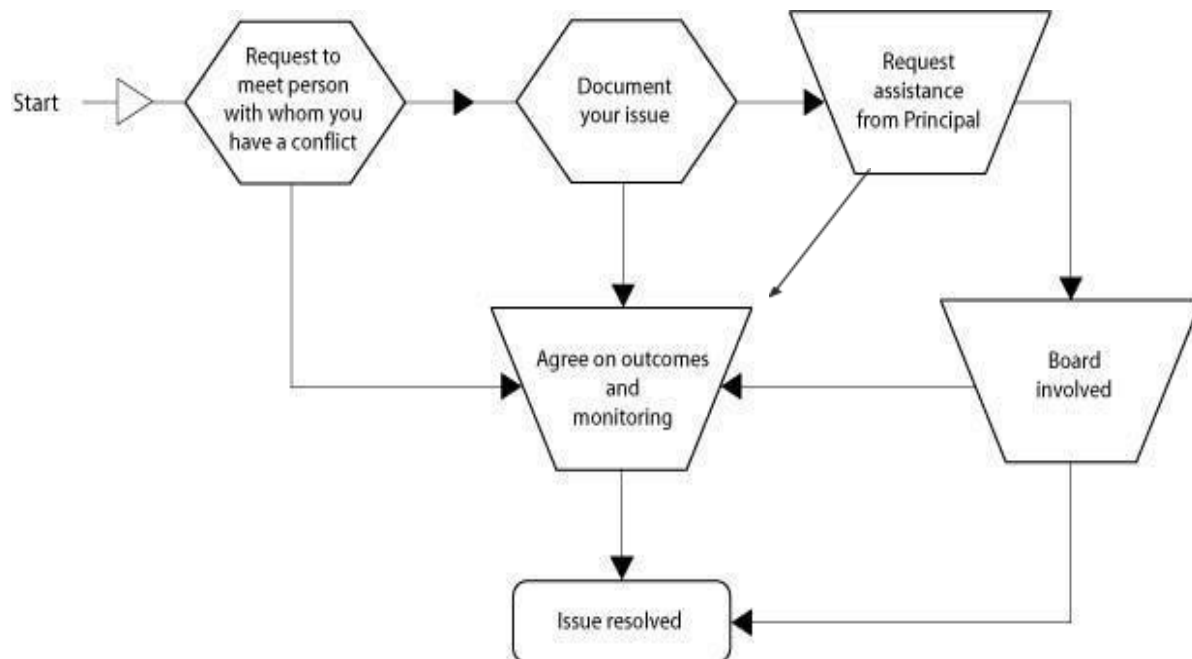 Start
Request to
meet person
with whom you
have a conflict
Document
your issue
Request
assistance
from Principal
Agree on outcomes
and
monitoring
Board
involved
Issue resolved